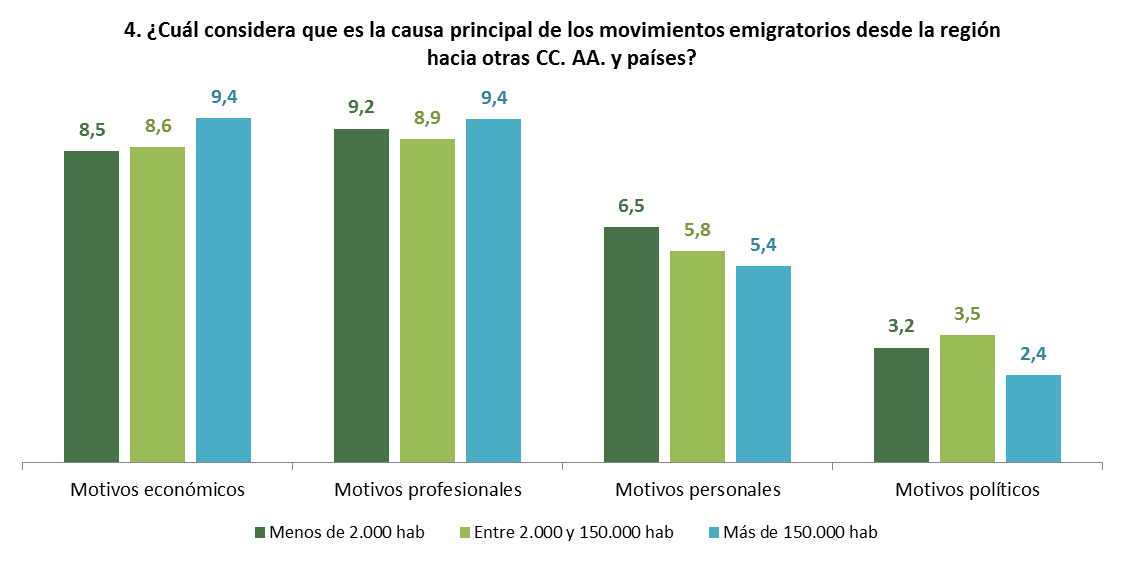 4. ¿Cuál considera que es la causa principal de los movimientos emigratorios desde la región
hacia otras CC. AA. y países?
8,5
8,6
9,4
9,2
8,9
9,4
6,5
5,8
5,4
3,2
3,5
2,4
Motivos económicos
Motivos profesionales
Motivos personales
Motivos políticos
Menos de 2.000 hab
Entre 2.000 y 150.000 hab
Más de 150.000 hab